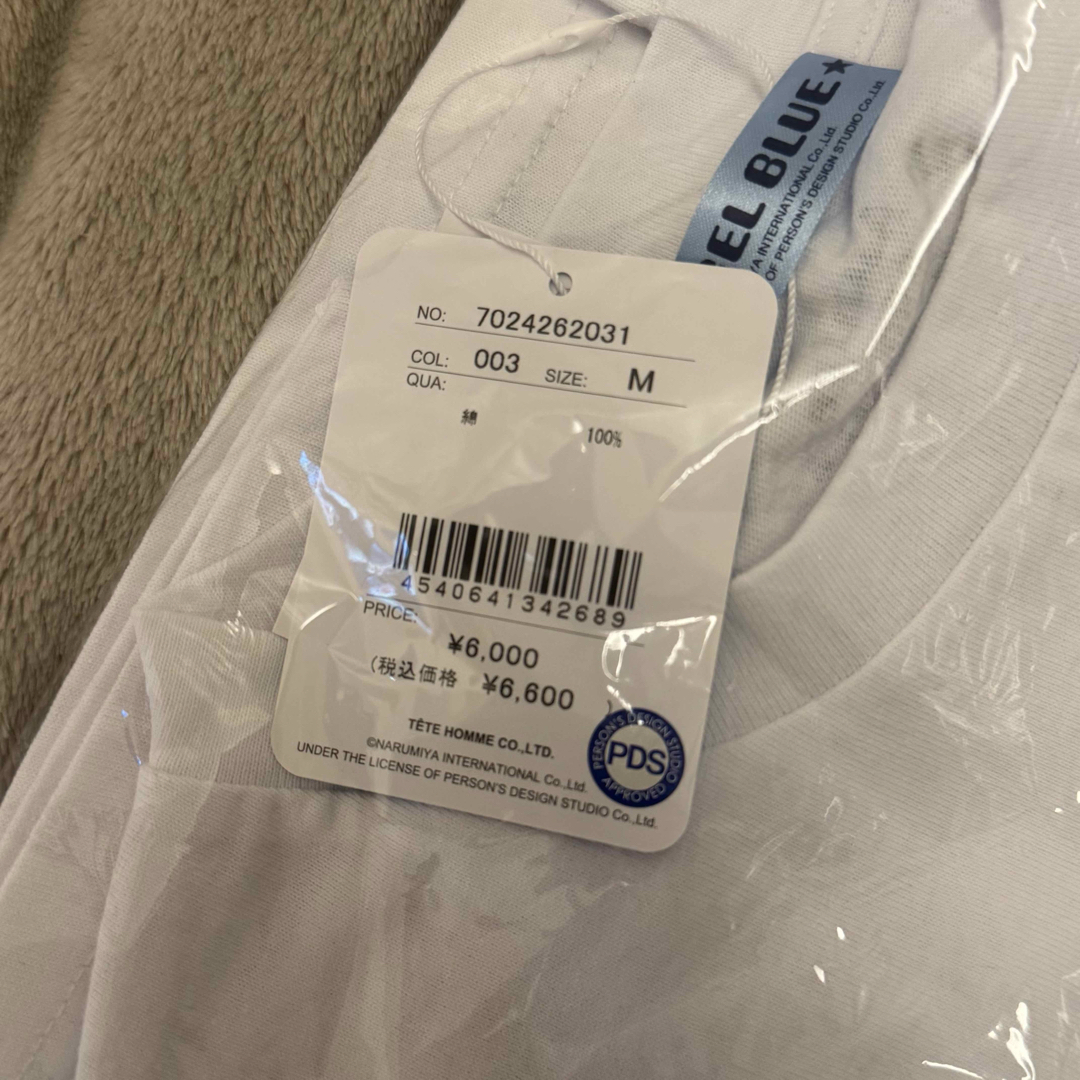 BLUE★
INTERNATIONAL Co.,Ltd.
OF PERSON'S DESIGN STUDIO Co.,Ltd.
NO: 7024262031
COL: 003 SIZE: M
QUA:
綿 100%
4540641342689
PRICE:
¥6,000
(税込価格 ¥6,600 )
TÊTE HOMME CO.,LTD.
©NARUMIYA INTERNATIONAL Co.,Ltd.
UNDER THE LICENSE OF PERSON'S DESIGN STUDIO Co.,Ltd.
PERSON'S DESIGN STUDIO
PDS
APPROVED